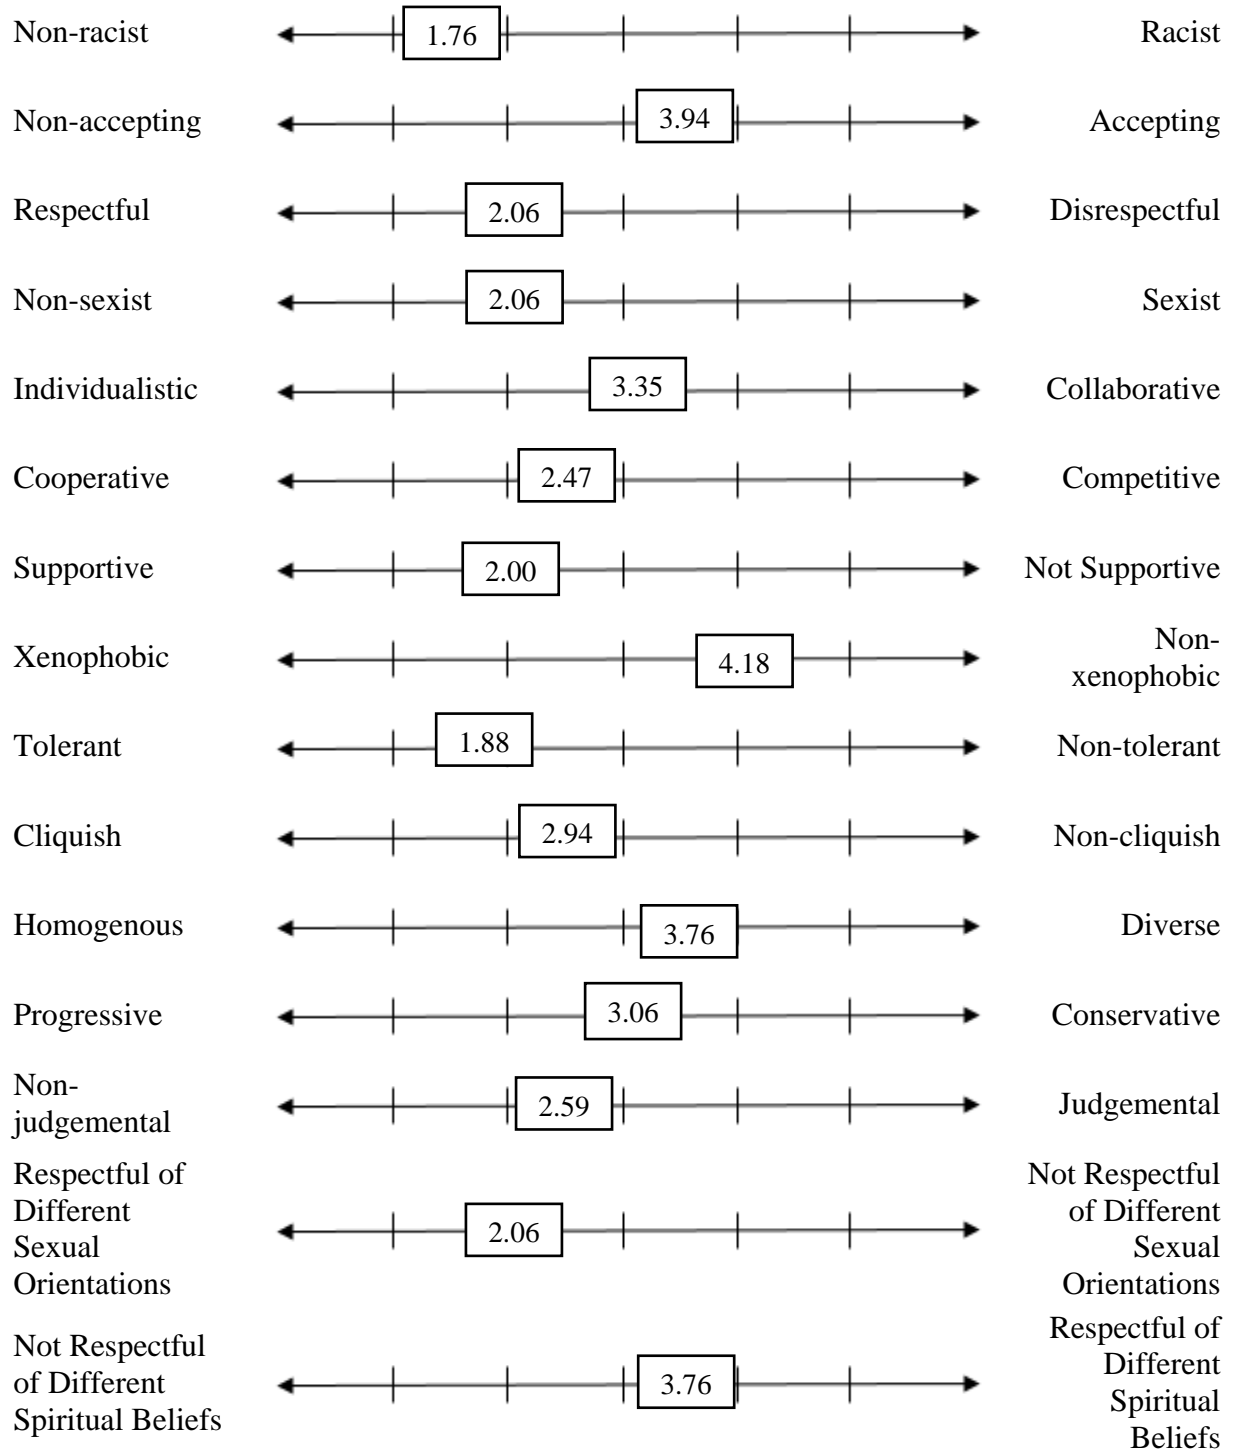 Non-racist 1.76 Racist
Non-accepting 3.94 Accepting
Respectful 2.06 Disrespectful
Non-sexist 2.06 Sexist
Individualistic 3.35 Collaborative
Cooperative 2.47 Competitive
Supportive 2.00 Not Supportive
Xenophobic 4.18 Non-
xenophobic
Tolerant 1.88 Non-tolerant
Cliquish 2.94 Non-cliquish
Homogenous 3.76 Diverse
Progressive 3.06 Conservative
Non-
judgemental 2.59 Judgemental
Respectful of
Different
Sexual
Orientations
2.06
Not Respectful
of Different
Sexual
Orientations
Not Respectful
of Different
Spiritual Beliefs
3.76
Respectful of
Different
Spiritual
Beliefs